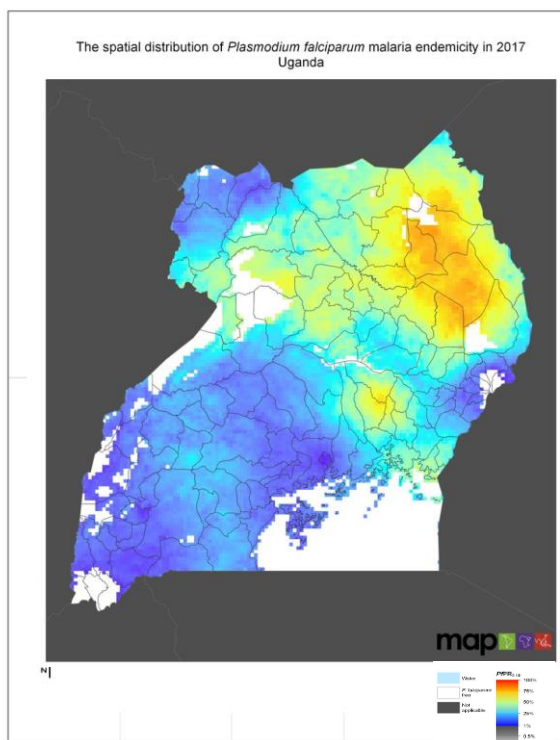 The spatial distribution of Plasmodium falciparum malaria endemicity in 2017
Uganda
map
N
Water
P. falciparum
free
Not
applicable
PfPR2-10
100%
75%
50%
25%
1%
0.5%